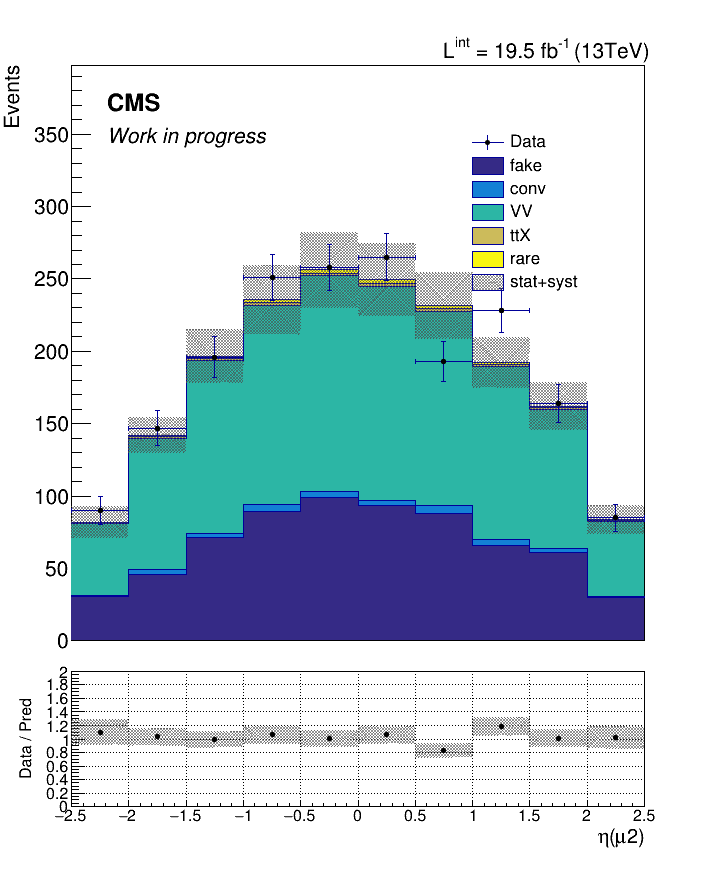 L^int = 19.5 fb^-1 (13TeV)
Events
CMS
Work in progress
Data
fake
conv
VV
ttX
rare
stat+syst
350
300
250
200
150
100
50
0
Data / Pred
2
1.8
1.6
1.4
1.2
1
0.8
0.6
0.4
0.2
0
−2.5 −2 −1.5 −1 −0.5 0 0.5 1 1.5 2 2.5
η(μ2)